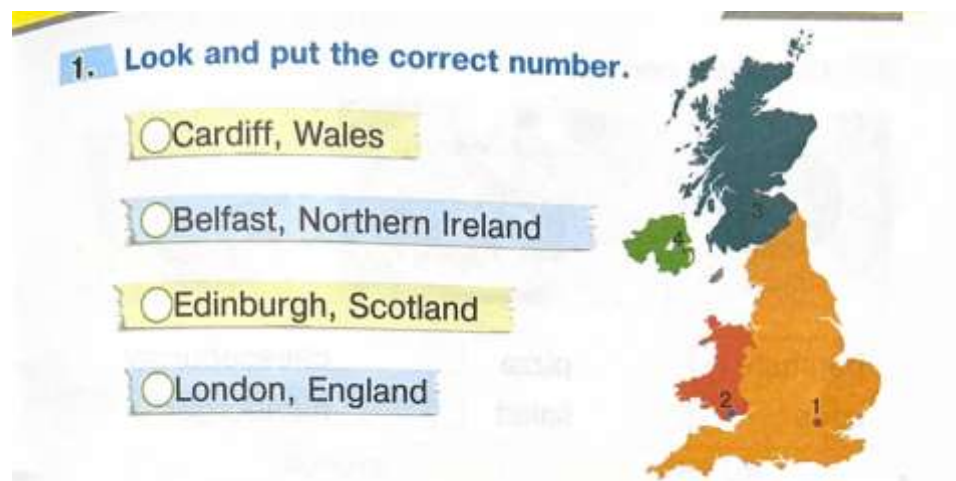 1. Look and put the correct number.
Cardiff, Wales
Belfast, Northern Ireland
Edinburgh, Scotland
London, England
3
4
2
1